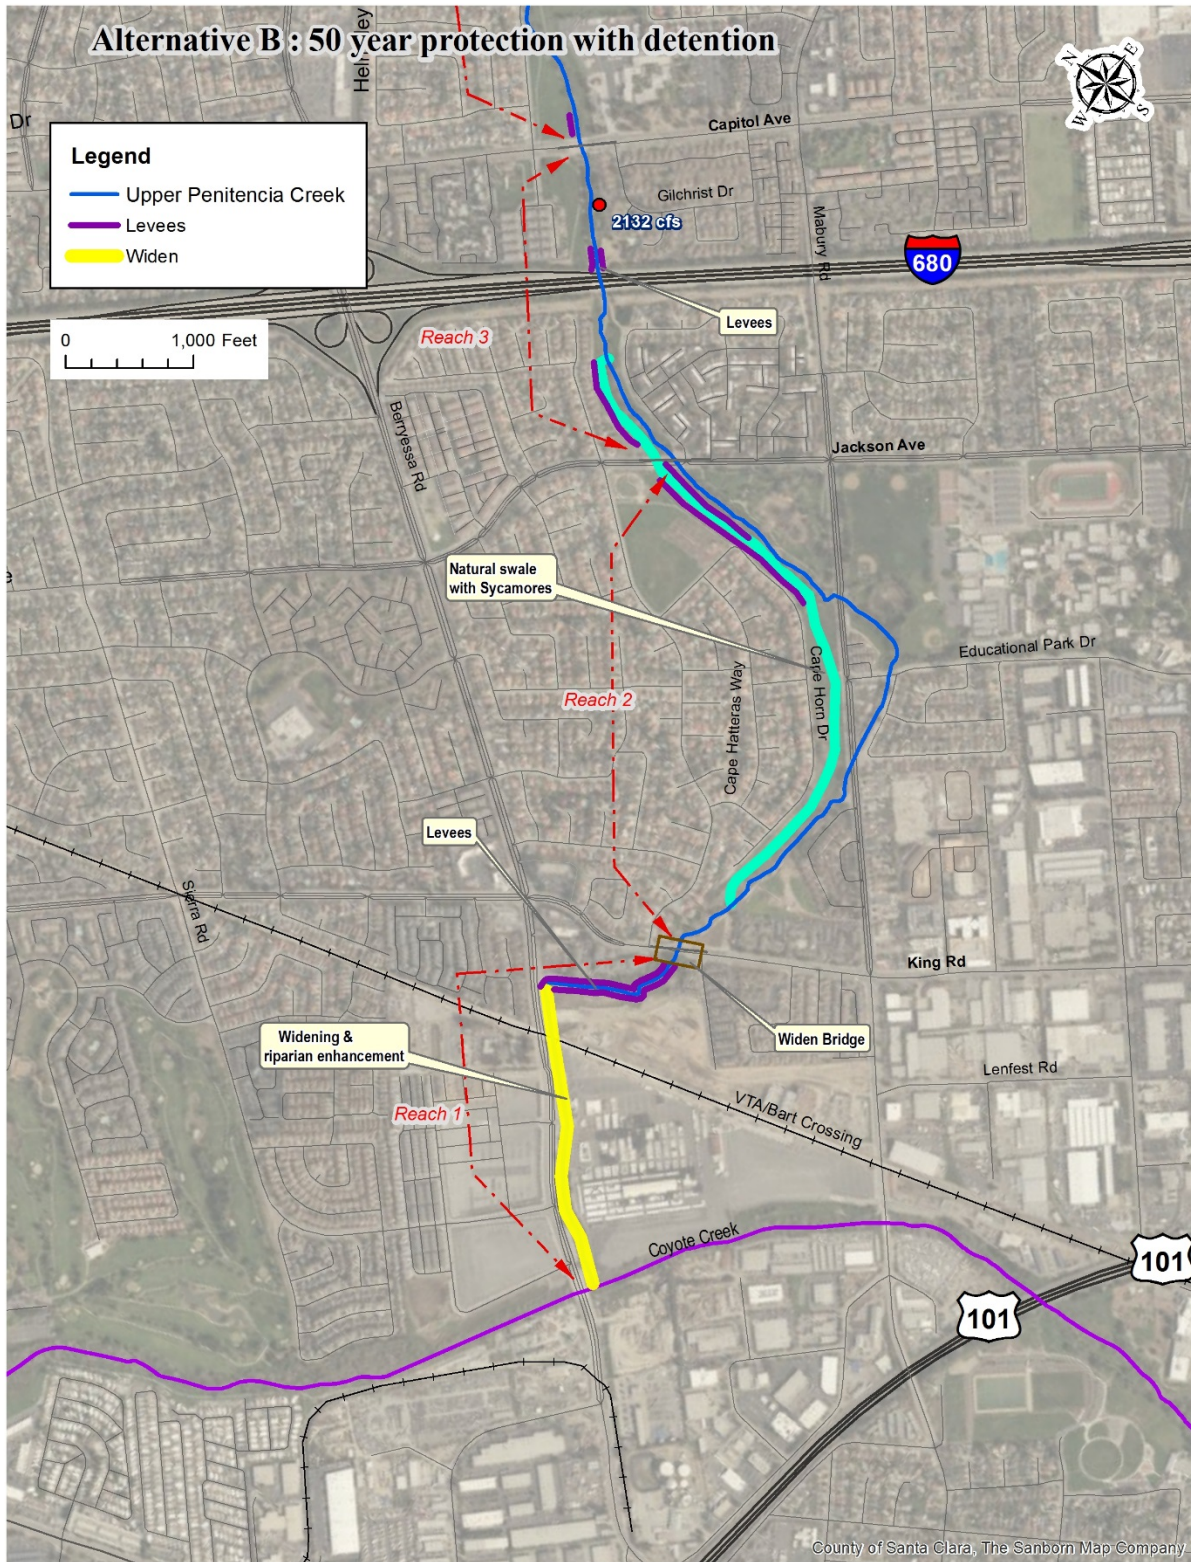 Alternative B : 50 year protection with detention
N
E
W
S
Dr
Capitol Ave
Legend
Upper Penitencia Creek
Levees
Widen
Gilchrist Dr
2132 cfs
Mabury Rd
680
0
1,000 Feet
Levees
Reach 3
Berryessa Rd
Jackson Ave
Natural swale
with Sycamores
Educational Park Dr
Cape Horn Dr
Cape Hatteras Way
Reach 2
Levees
Sierra Rd
King Rd
Widening &
riparian enhancement
Widen Bridge
Lenfest Rd
Reach 1
VTA/Bart Crossing
Coyote Creek
101
101
County of Santa Clara, The Sanborn Map Company